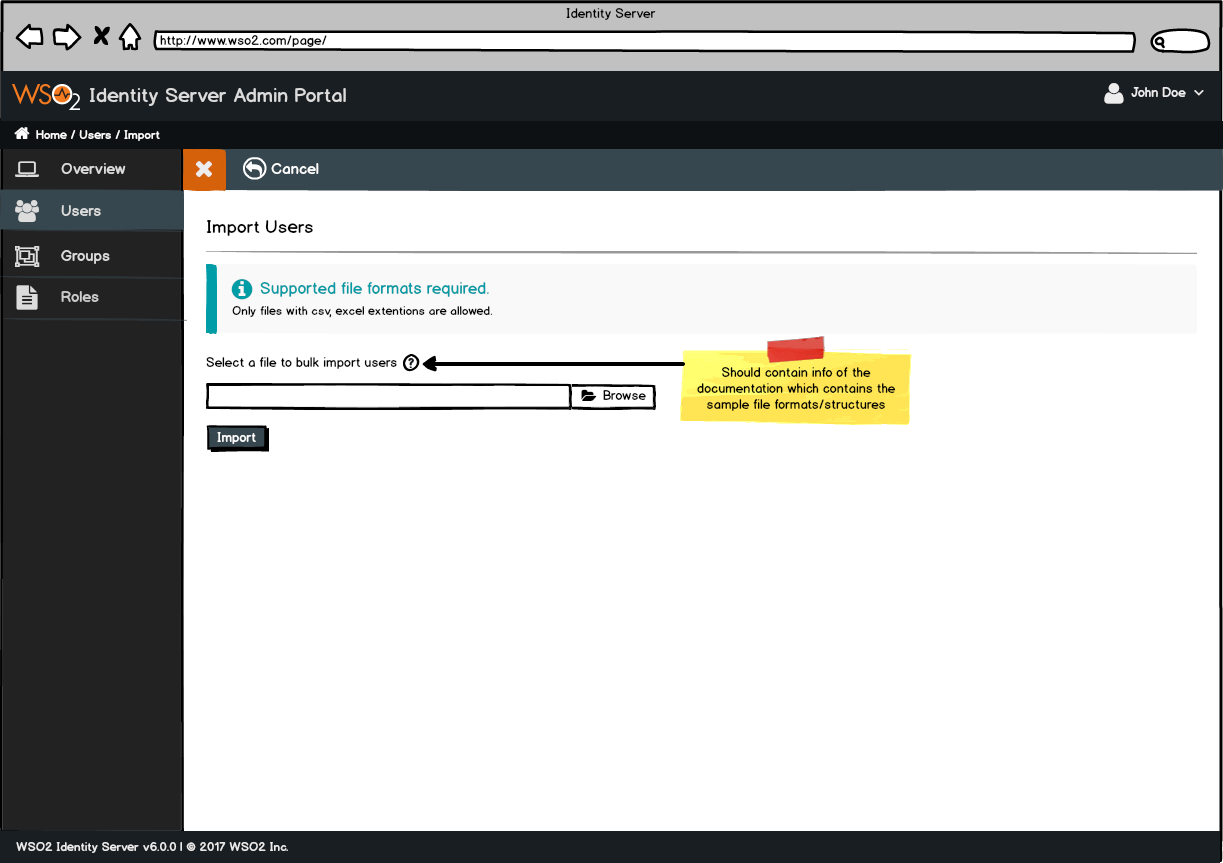 Identity Server
http://www.wso2.com/page/
WSO2 Identity Server Admin Portal
John Doe
Home / Users / Import
Overview
Cancel
Users
Groups
Roles
Import Users
Supported file formats required.
Only files with csv, excel extentions are allowed.
Select a file to bulk import users
Browse
Import
Should contain info of the
documentation which contains the
sample file formats/structures
WSO2 Identity Server v6.0.0 | © 2017 WSO2 Inc.